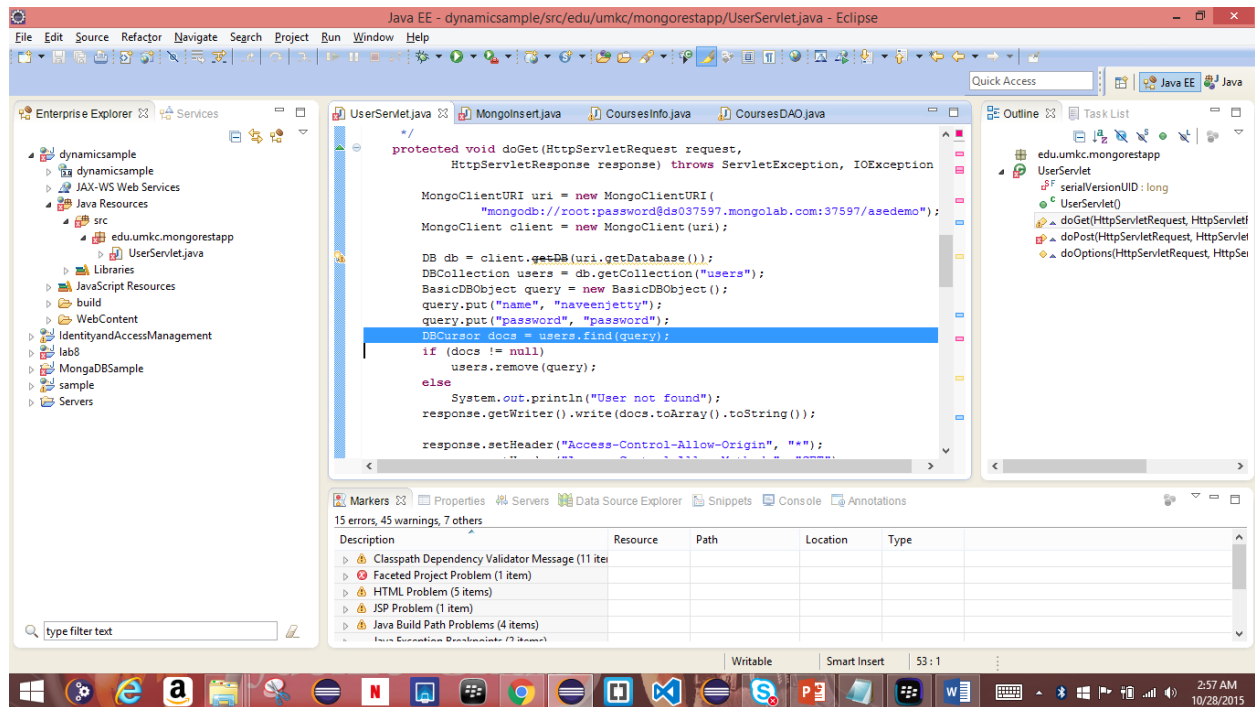 Java EE - dynamicsample/src/edu/umkc/mongorestapp/UserServlet.java - Eclipse
File Edit Source Refactor Navigate Search Project Run Window Help
Quick Access
Java EE
Java
Enterprise Explorer
Services
dynamicsample
dynamicsample
JAX-WS Web Services
Java Resources
src
edu.umkc.mongorestapp
UserServlet.java
Libraries
JavaScript Resources
build
WebContent
IdentityandAccessManagement
lab8
MongaDBSample
sample
Servers
type filter text
UserServlet.java MongoInsert.java CoursesInfo.java CoursesDAO.java
*/
protected void doGet(HttpServletRequest request,
HttpServletResponse response) throws ServletException, IOException
MongoClientURI uri = new MongoClientURI(
"mongodb://root:password@ds037597.mongolab.com:37597/asedemo");
MongoClient client = new MongoClient(uri);
DB db = client.getDB(uri.getDatabase());
DBCollection users = db.getCollection("users");
BasicDBObject query = new BasicDBObject();
query.put("name", "naveenjetty");
query.put("password", "password");
DBCursor docs = users.find(query);
if (docs != null)
users.remove(query);
else
System.out.println("User not found");
response.getWriter().write(docs.toArray().toString());
response.setHeader("Access-Control-Allow-Origin", "*");
Outline Task List
edu.umkc.mongorestapp
UserServlet
serialVersionUID : long
UserServlet()
doGet(HttpServletRequest, HttpServletF
doPost(HttpServletRequest, HttpServlet
doOptions(HttpServletRequest, HttpSer
Markers Properties Servers Data Source Explorer Snippets Console Annotations
15 errors, 45 warnings, 7 others
Description Resource Path Location Type
Classpath Dependency Validator Message (11 iter
Faceted Project Problem (1 item)
HTML Problem (5 items)
JSP Problem (1 item)
Java Build Path Problems (4 items)
Java Exception Breakpoints (2 items)
Writable Smart Insert 53 : 1
2:57 AM
10/28/2015